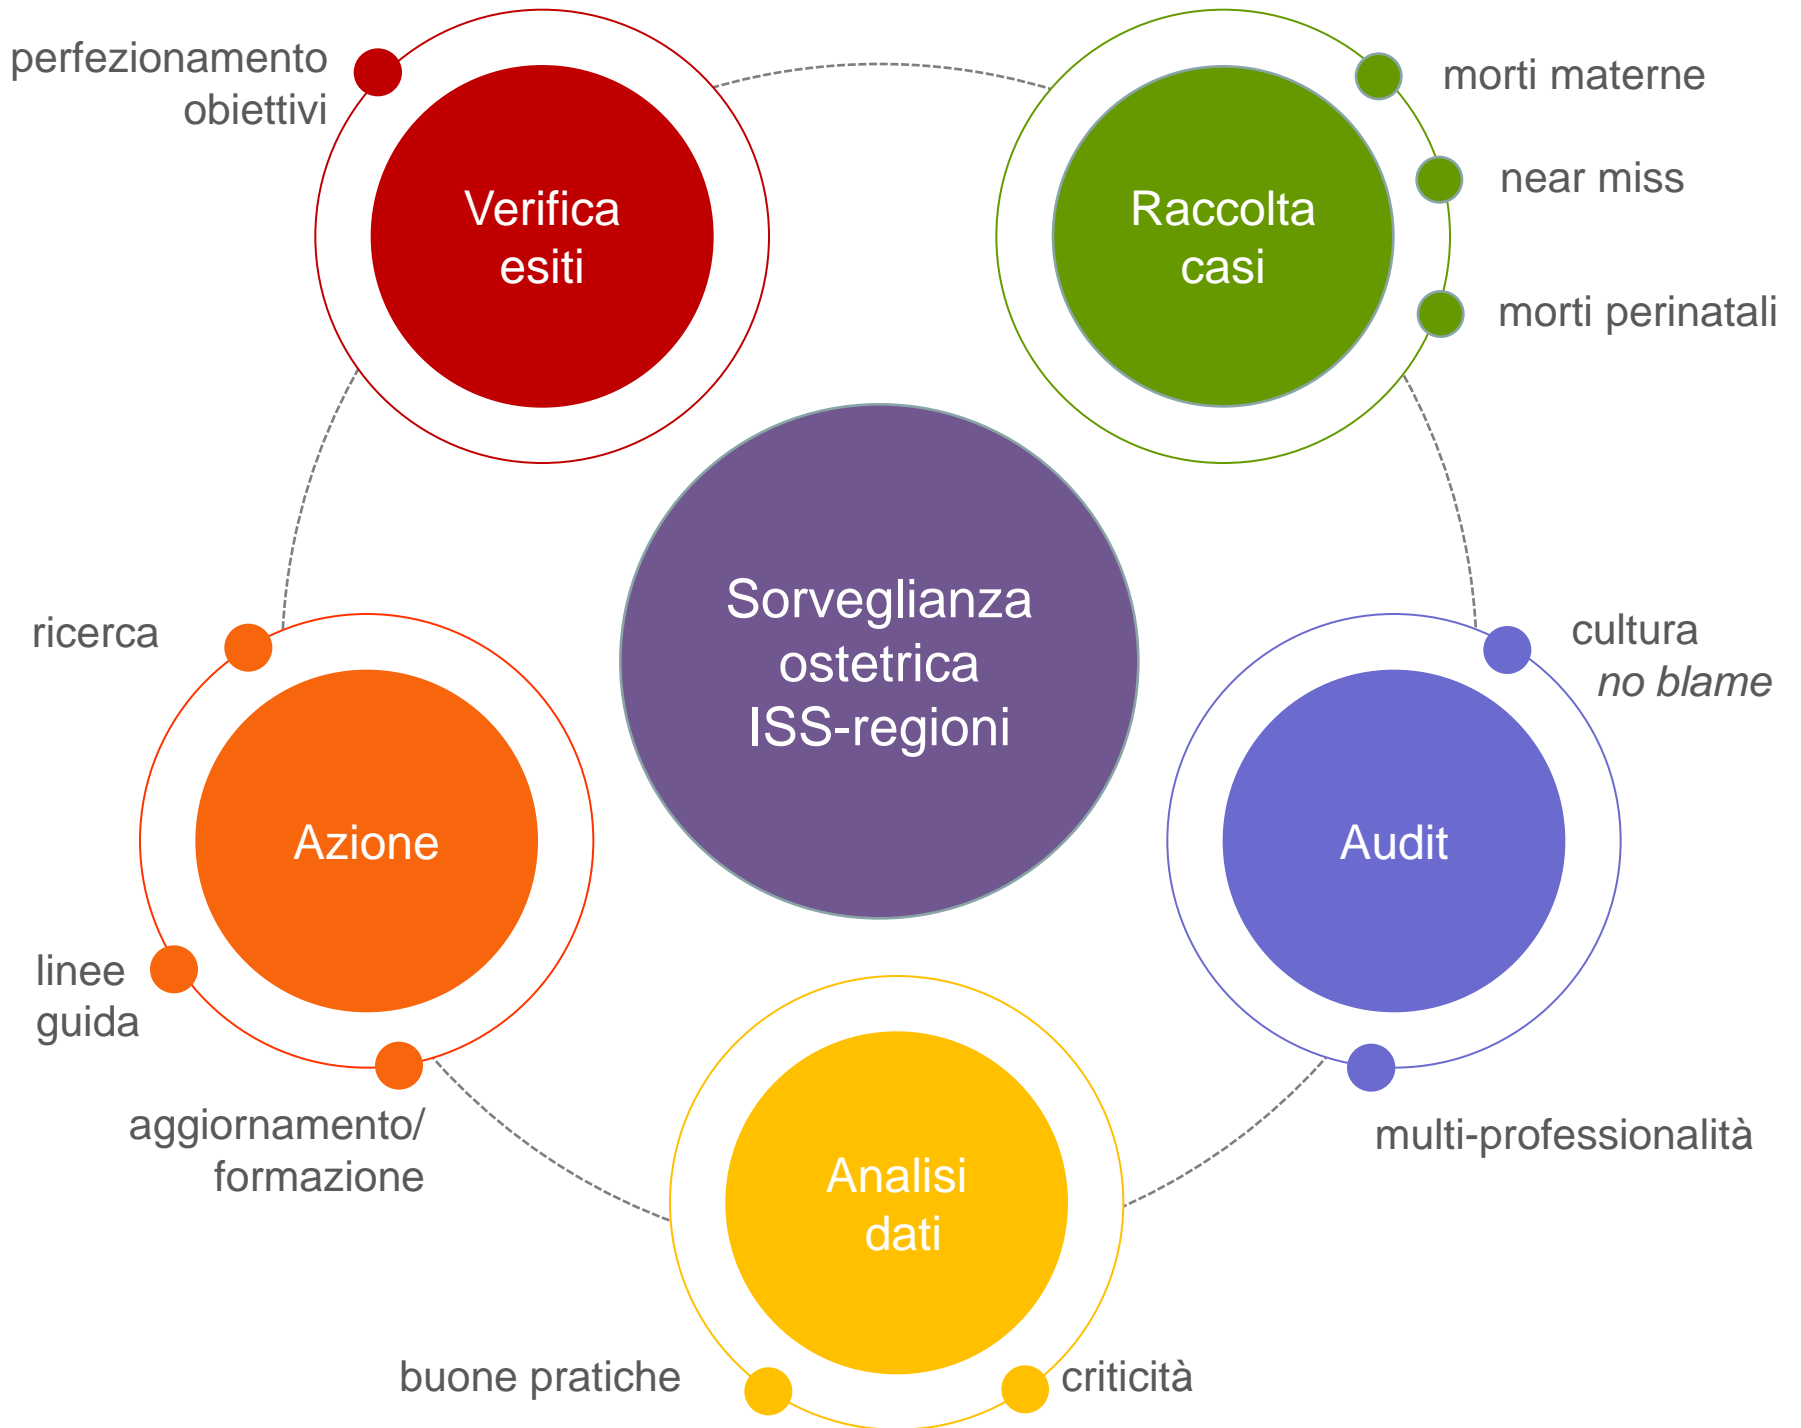 perfezionamento
obiettivi
Verifica
esiti
Raccolta
casi
morti materne
near miss
morti perinatali
Sorveglianza
ostetrica
ISS-regioni
ricerca
Azione
linee
guida
aggiornamento/
formazione
cultura
no blame
Audit
multi-professionalità
Analisi
dati
buone pratiche
criticità